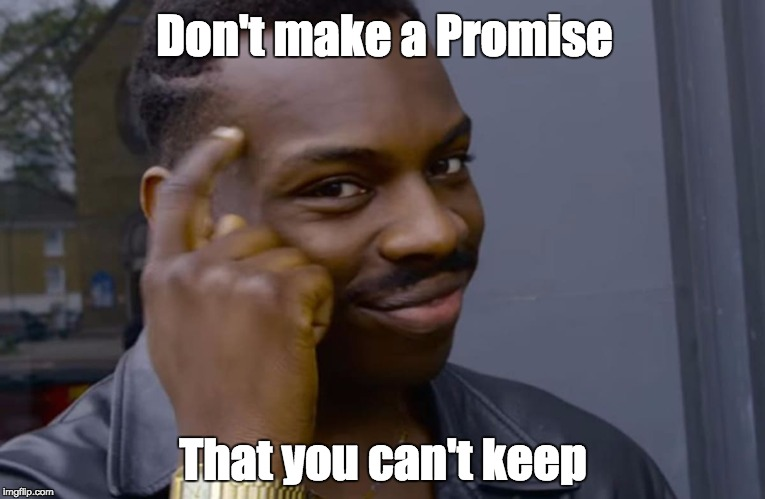 Don't make a Promise
That you can't keep
imgflip.com